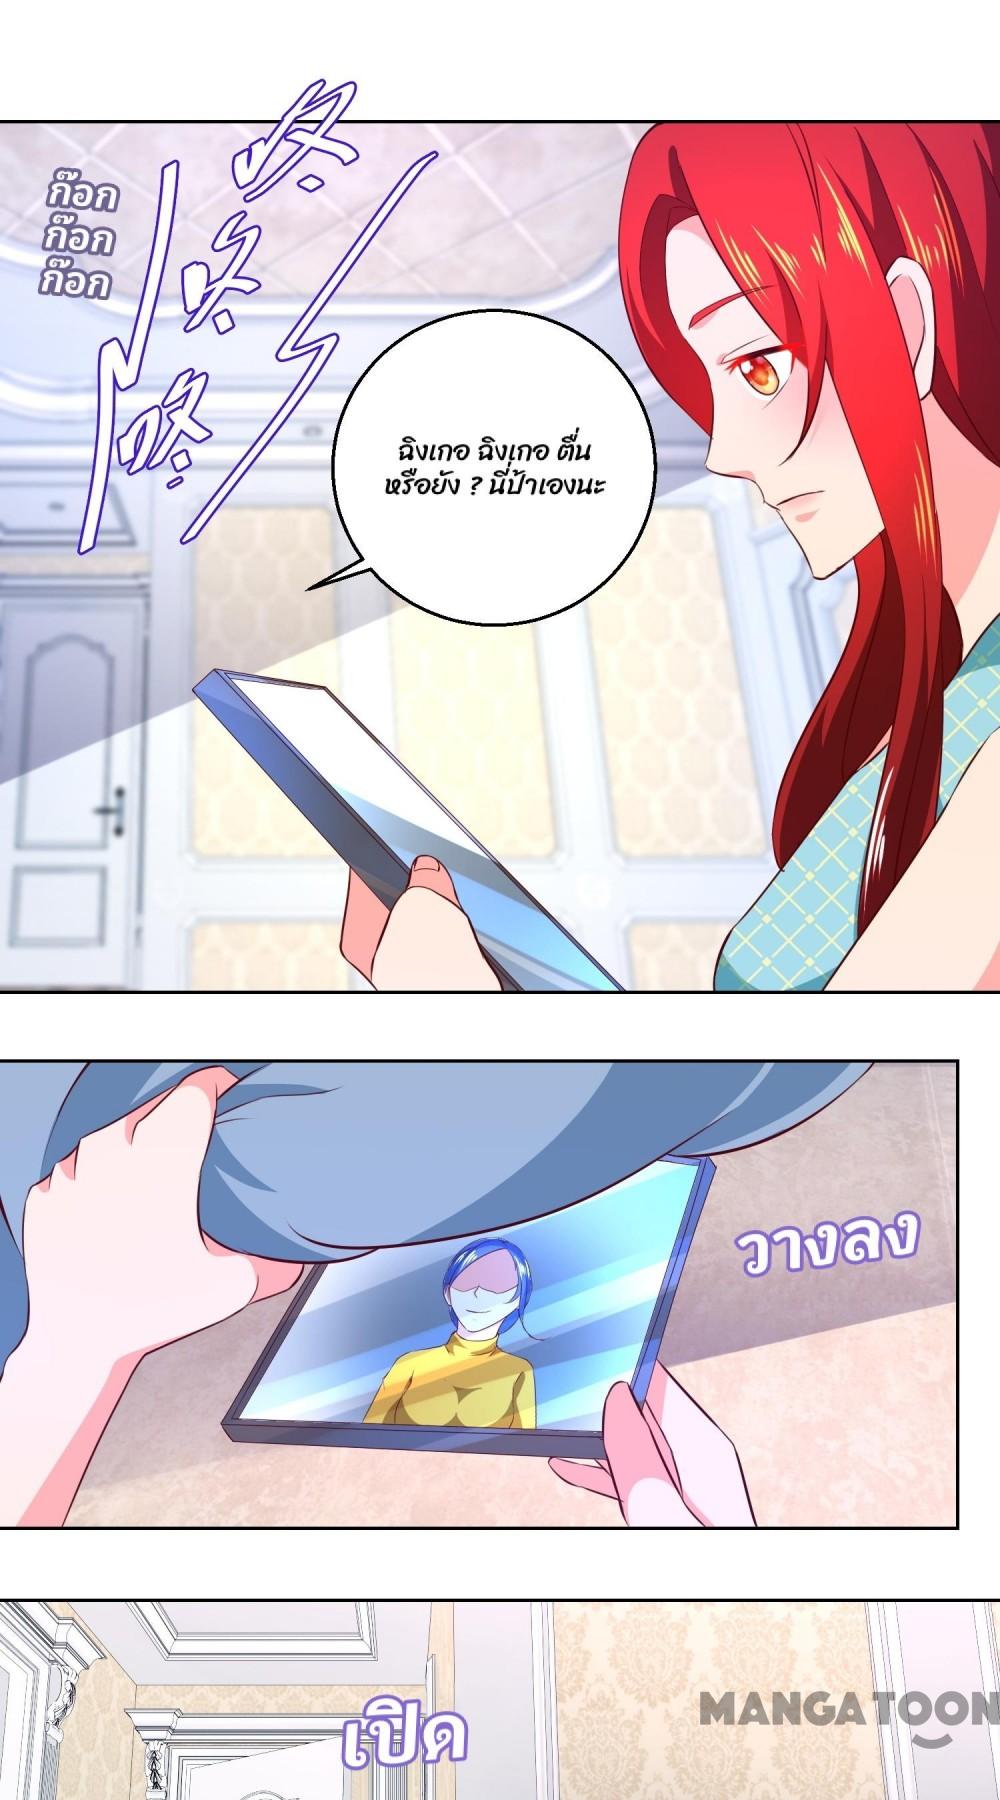 咚
咚
咚
ก๊อก
ก๊อก
ก๊อก
ฉิงเกอ ฉิงเกอ ตื่น
หรือยัง ? นี่ป้าเองนะ
วางลง
เปิด
MANGATOON